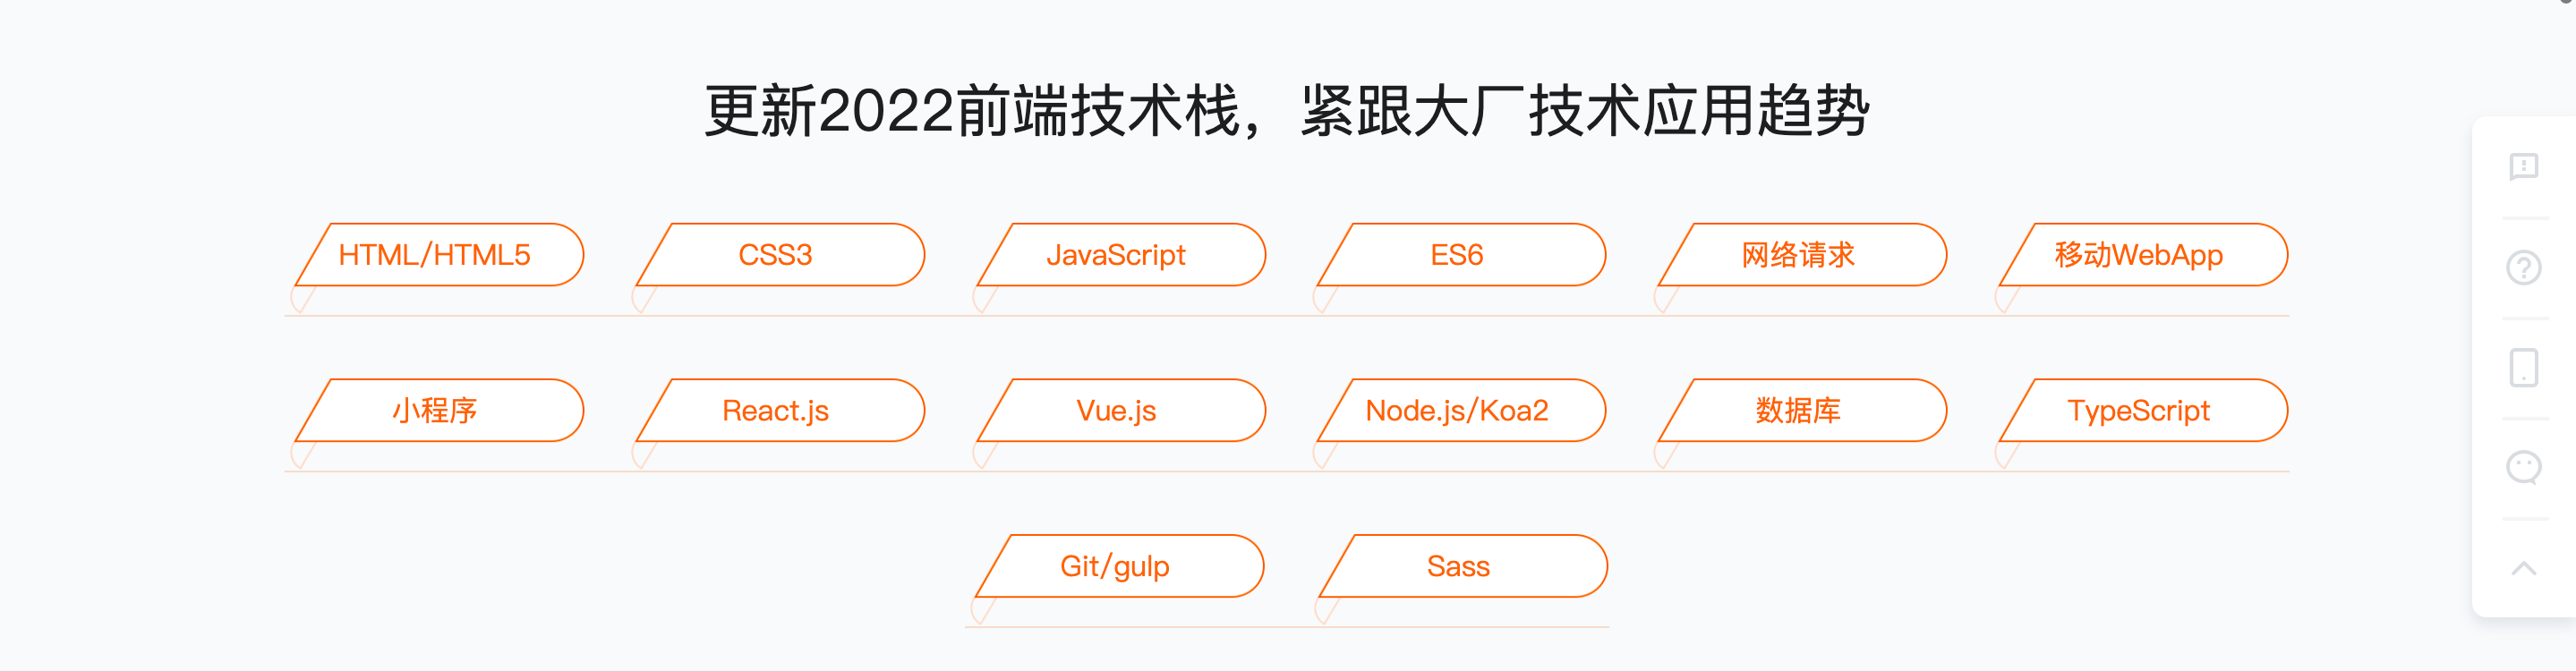 更新2022前端技术栈，紧跟大厂技术应用趋势
HTML/HTML5 CSS3 JavaScript ES6 网络请求 移动WebApp
小程序 React.js Vue.js Node.js/Koa2 数据库 TypeScript
Git/gulp Sass